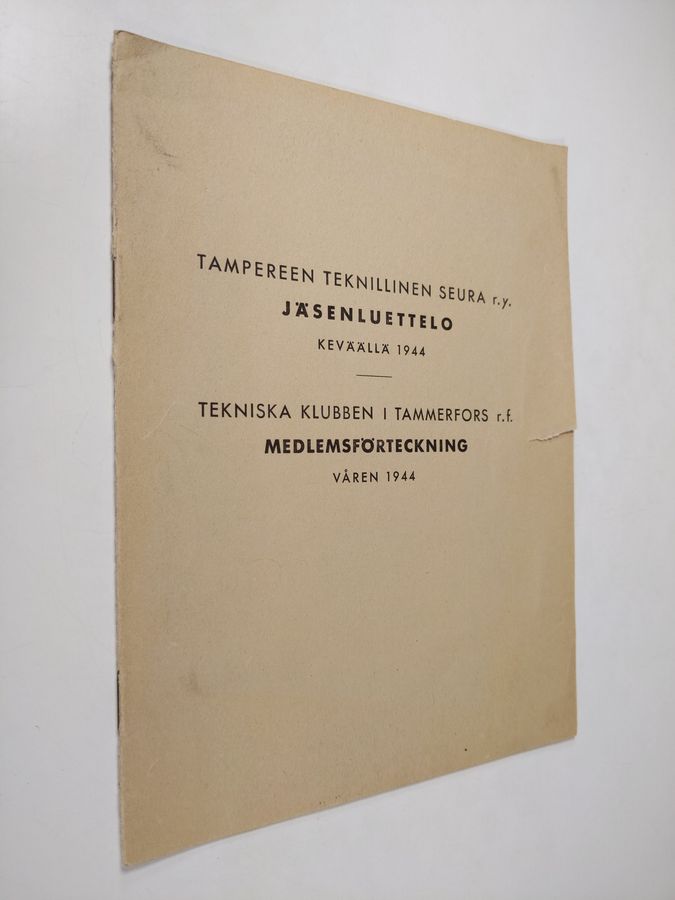 TAMPEREEN TEKNILLINEN SEURA r.y.
JÄSENLUETTELO
KEVÄÄLLÄ 1944
TEKNISKA KLUBBEN I TAMMERFORS r.f.
MEDLEMSFÖRTECKNING
VÅREN 1944